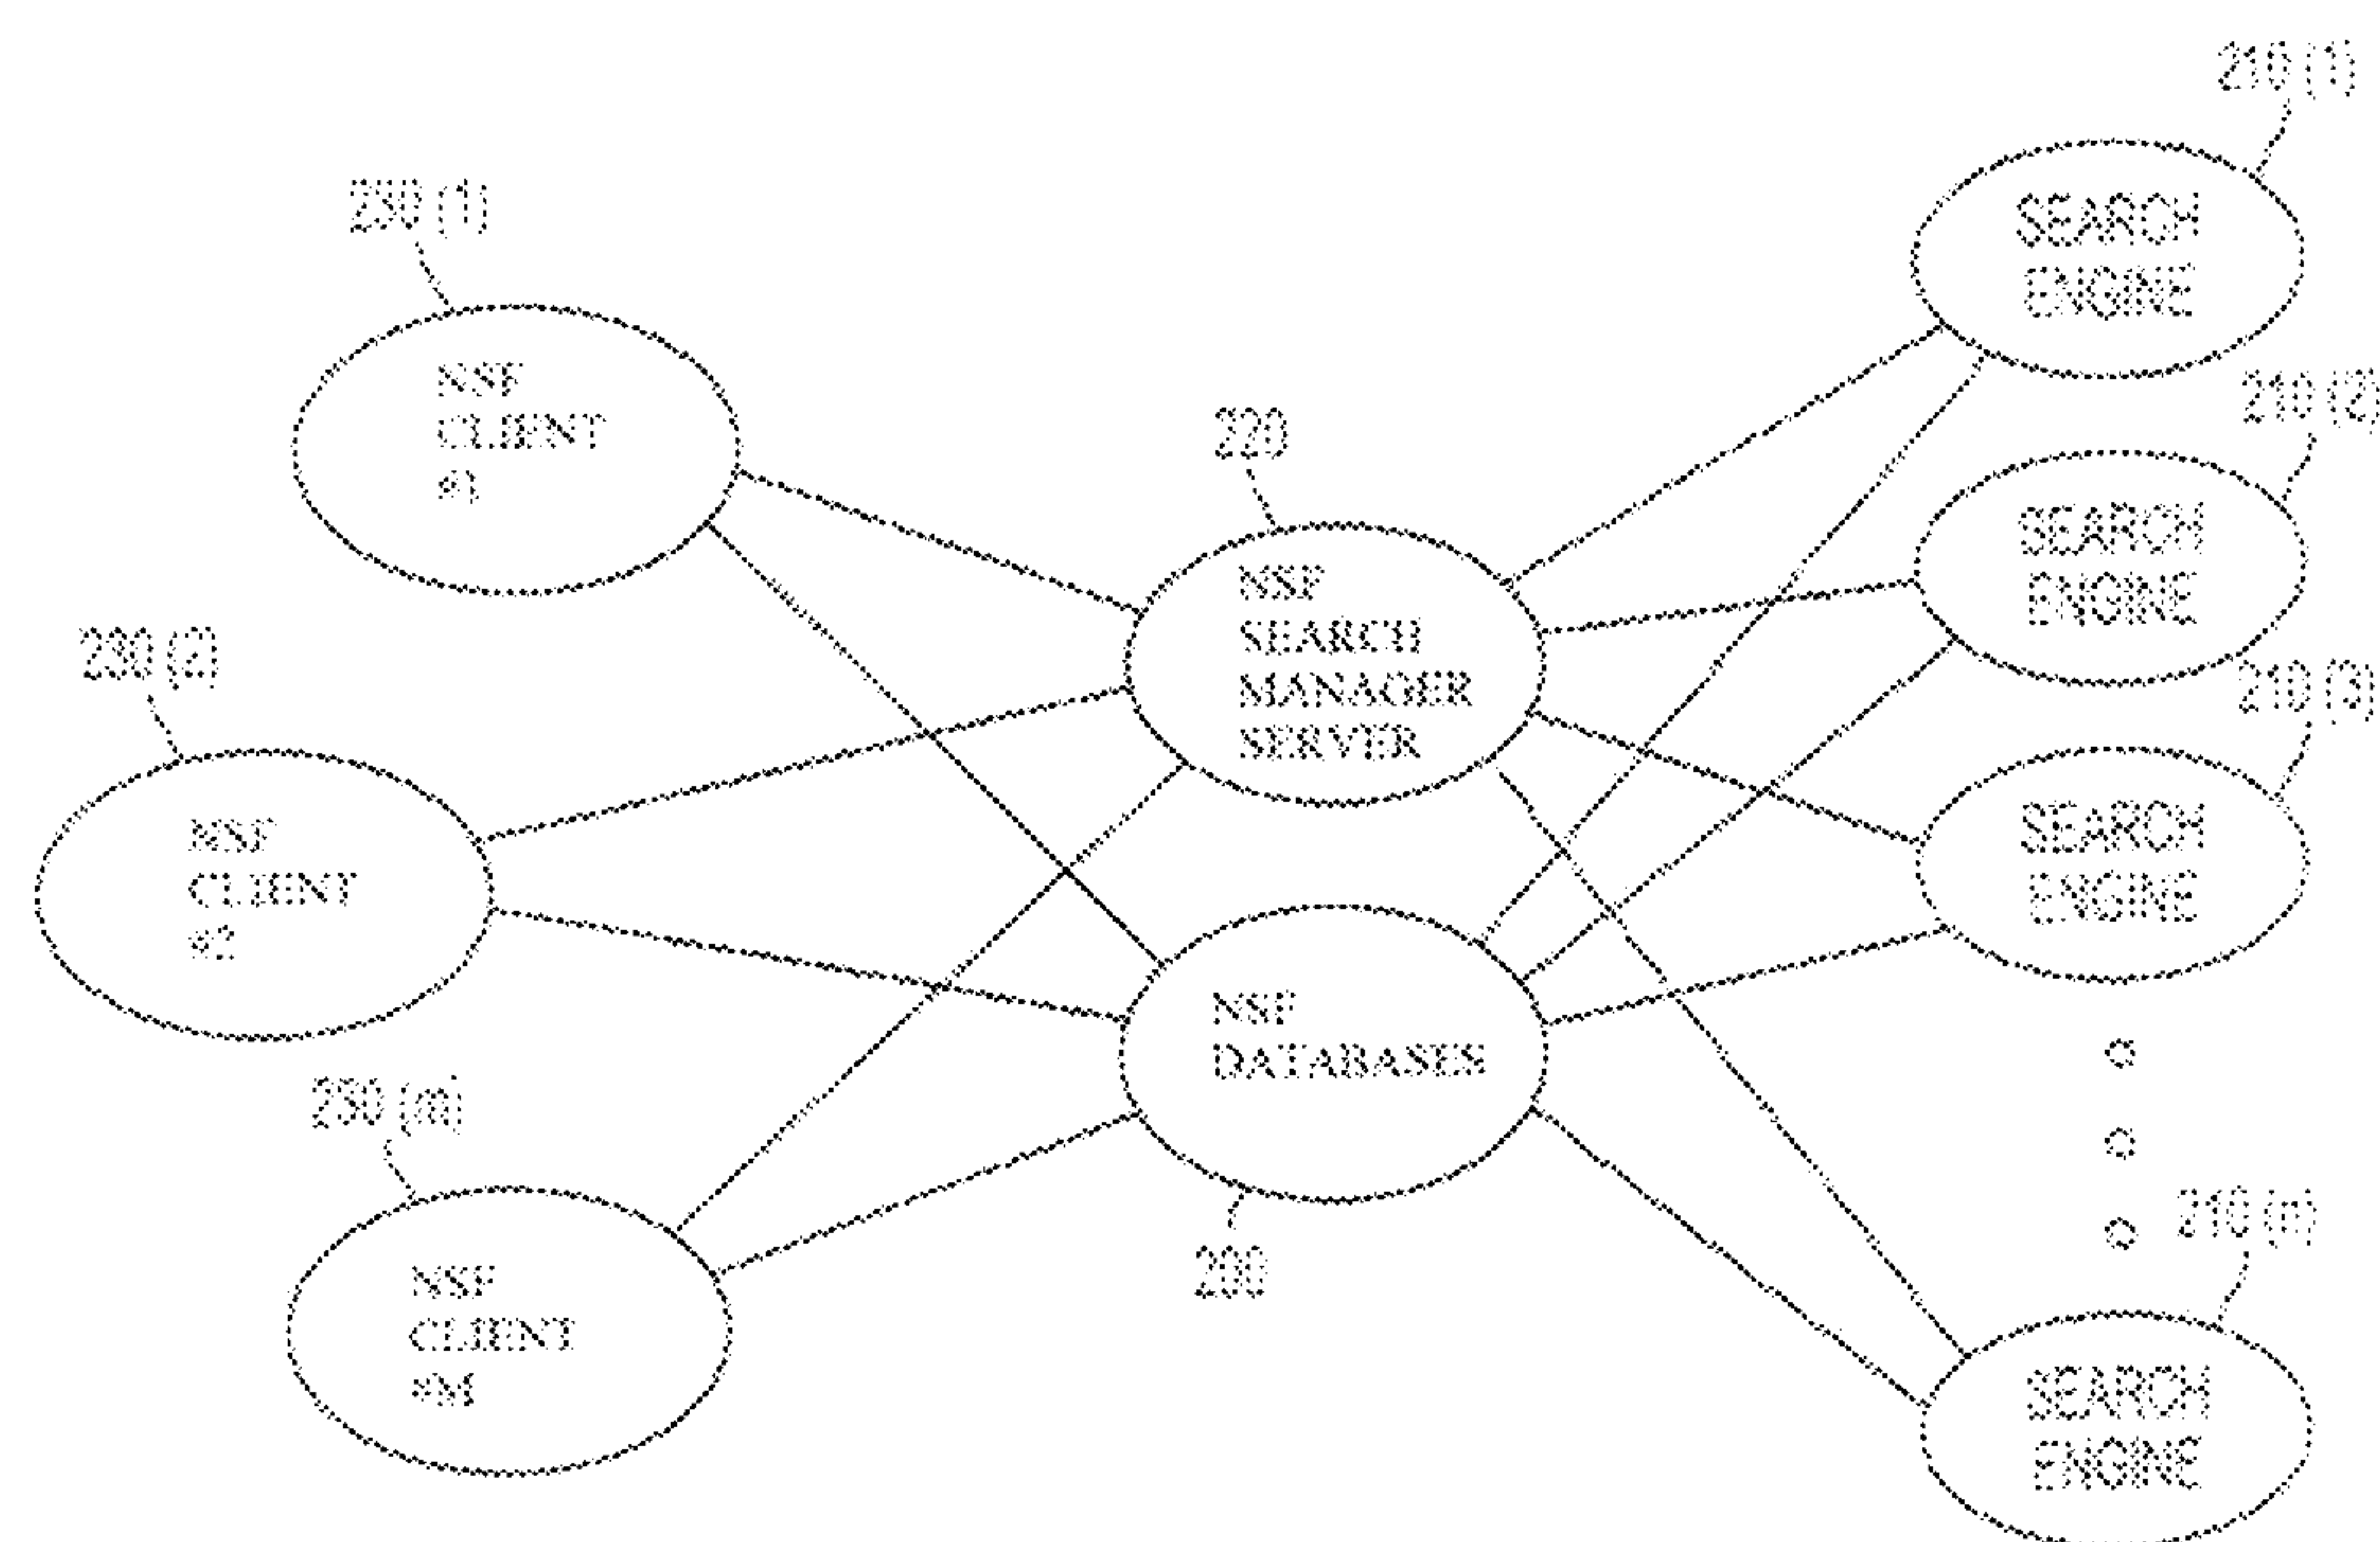 210 (1)
230 (1)
SEARCH
ENGINE
NSF
CLIENT
#1
210 (2)
220
SEARCH
ENGINE
NSF
SEARCH
MANAGER
SERVER
230 (2)
210 (3)
NSF
CLIENT
#2
SEARCH
ENGINE
NSF
DATABASES
230 (m)
210 (n)
200
NSF
CLIENT
#M
SEARCH
ENGINE